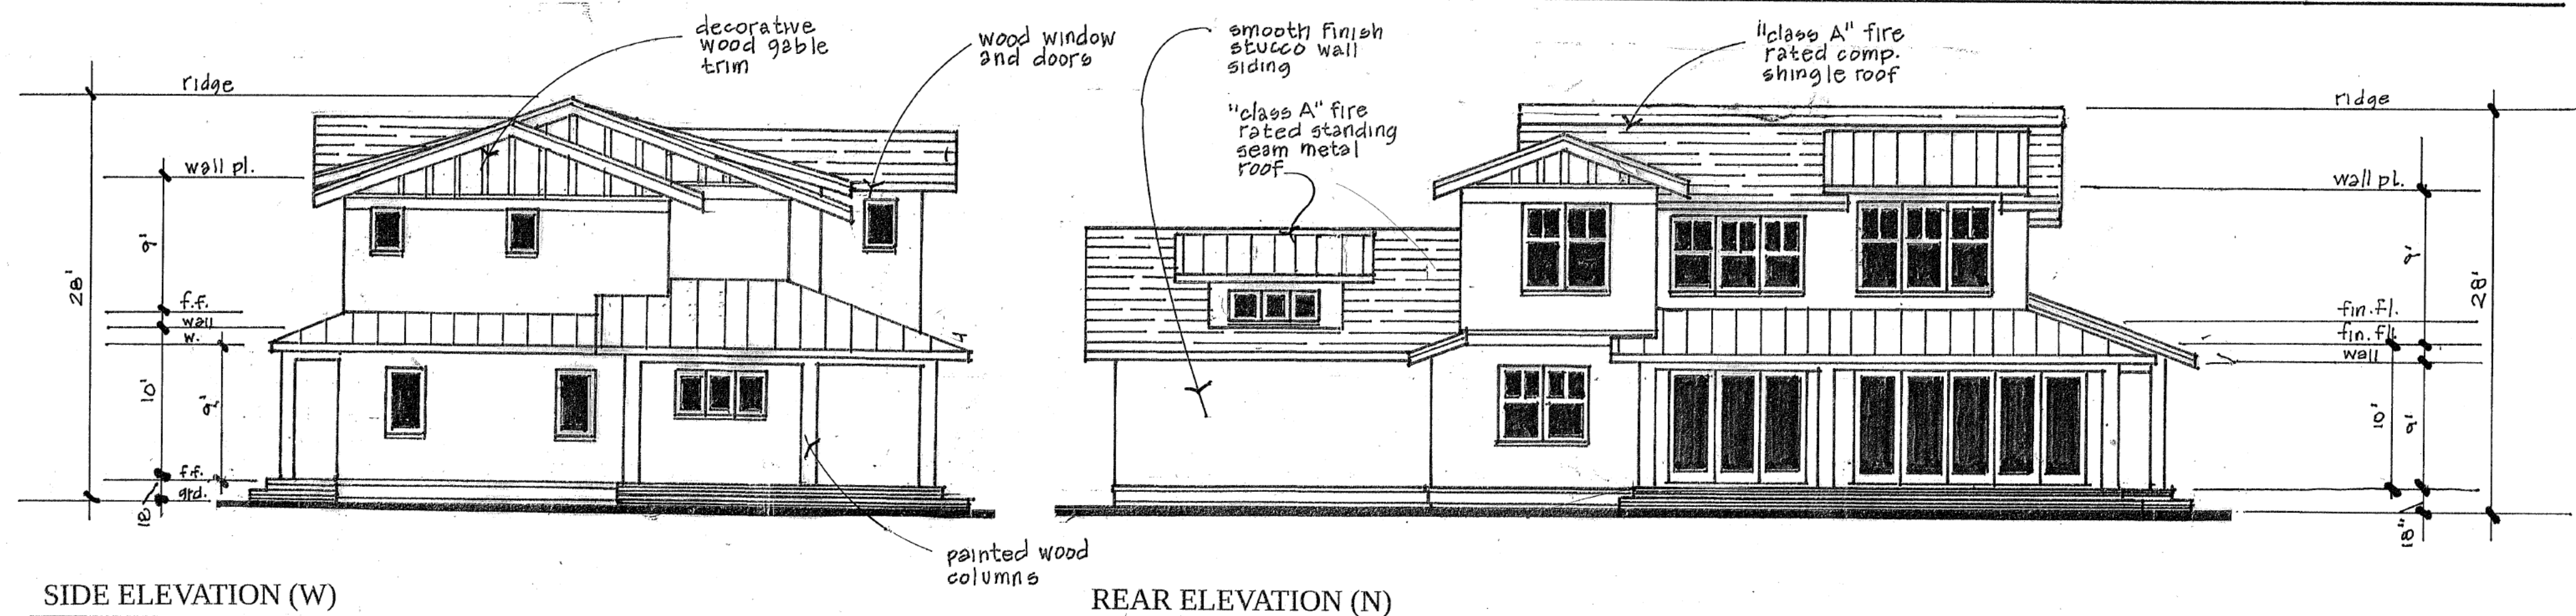 decorative
wood gable
trim
wood window
and doors
smooth finish
stucco wall
siding
"class A" fire
rated standing
seam metal
roof
"class A" fire
rated comp.
shingle roof
ridge
wall pl.
9'
28'
f.f.
wall
w.
10'
9'
f.f.
grd.
18"
painted wood
columns
SIDE ELEVATION (W)
ridge
wall pl.
9'
28'
fin.fl.
fin.fl.
wall
10'
9'
18"
REAR ELEVATION (N)